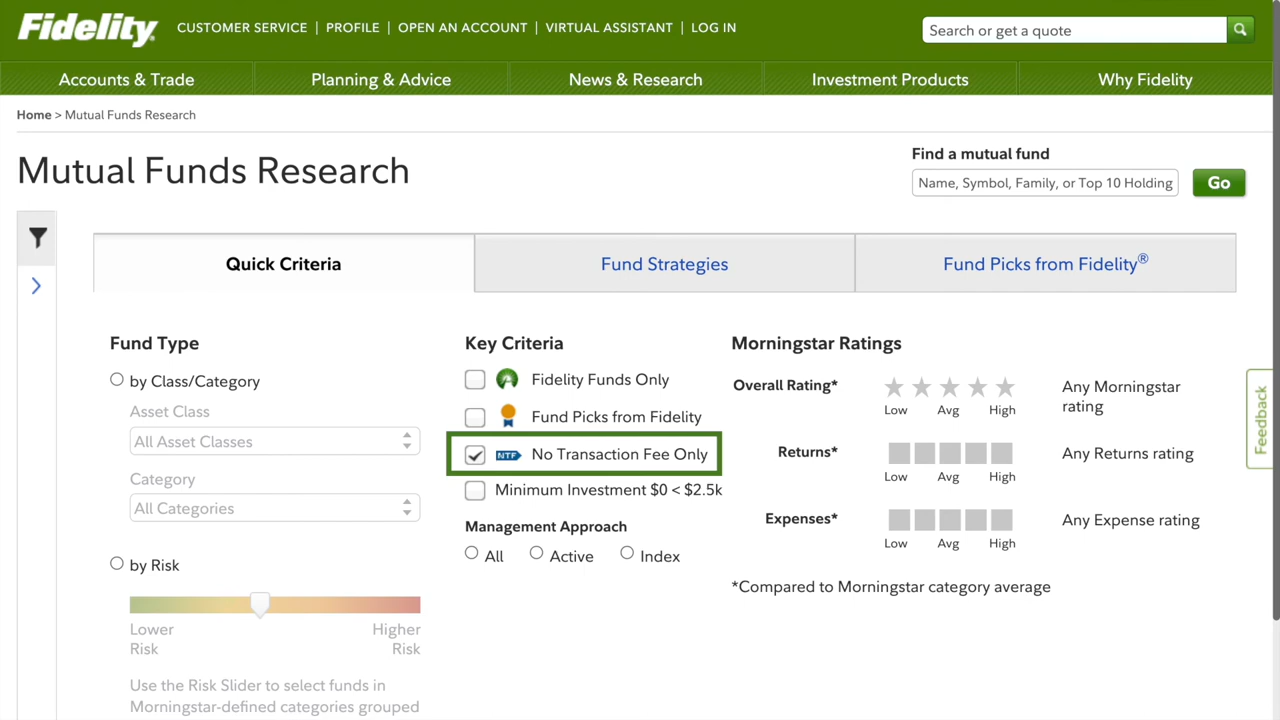 Fidelity
CUSTOMER SERVICE | PROFILE | OPEN AN ACCOUNT | VIRTUAL ASSISTANT | LOG IN
Search or get a quote
Accounts & Trade
Planning & Advice
News & Research
Investment Products
Why Fidelity
Home > Mutual Funds Research
Mutual Funds Research
Find a mutual fund
Name, Symbol, Family, or Top 10 Holding
Go
Quick Criteria
Fund Strategies
Fund Picks from Fidelity®
Fund Type
by Class/Category
Asset Class
All Asset Classes
Category
All Categories
by Risk
Lower
Risk
Higher
Risk
Use the Risk Slider to select funds in
Morningstar-defined categories grouped
Key Criteria
Fidelity Funds Only
Fund Picks from Fidelity
NTF No Transaction Fee Only
Minimum Investment $0 < $2.5k
Management Approach
All Active Index
Morningstar Ratings
Overall Rating*
Low Avg High
Any Morningstar
rating
Returns*
Low Avg High
Any Returns rating
Expenses*
Low Avg High
Any Expense rating
*Compared to Morningstar category average
Feedback